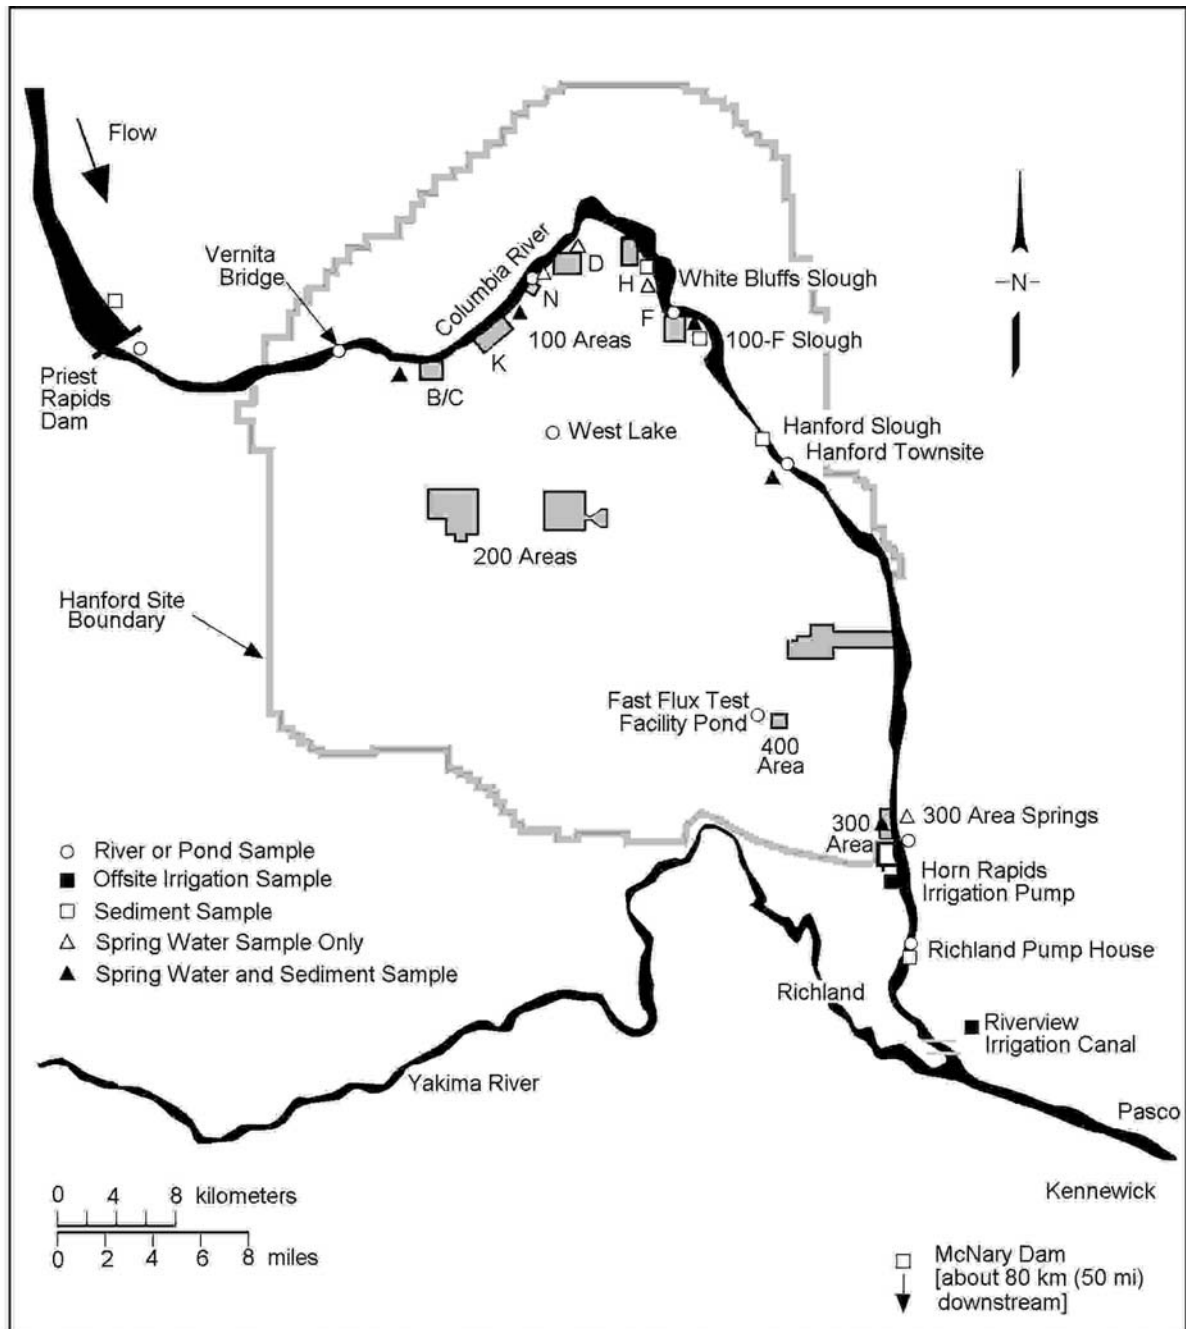 Flow
Vernita
Bridge
Columbia River
-N-
D
H
White Bluffs Slough
N
F
100 Areas
100-F Slough
K
Priest
Rapids
Dam
B/C
West Lake
Hanford Slough
Hanford Townsite
200 Areas
Hanford Site
Boundary
Fast Flux Test
Facility Pond
400
Area
300
Area
300 Area Springs
River or Pond Sample
Offsite Irrigation Sample
Sediment Sample
Spring Water Sample Only
Spring Water and Sediment Sample
Horn Rapids
Irrigation Pump
Richland Pump House
Richland
Riverview
Irrigation Canal
Yakima River
Pasco
Kennewick
0 4 8 kilometers
0 2 4 6 8 miles
McNary Dam
[about 80 km (50 mi)
downstream]